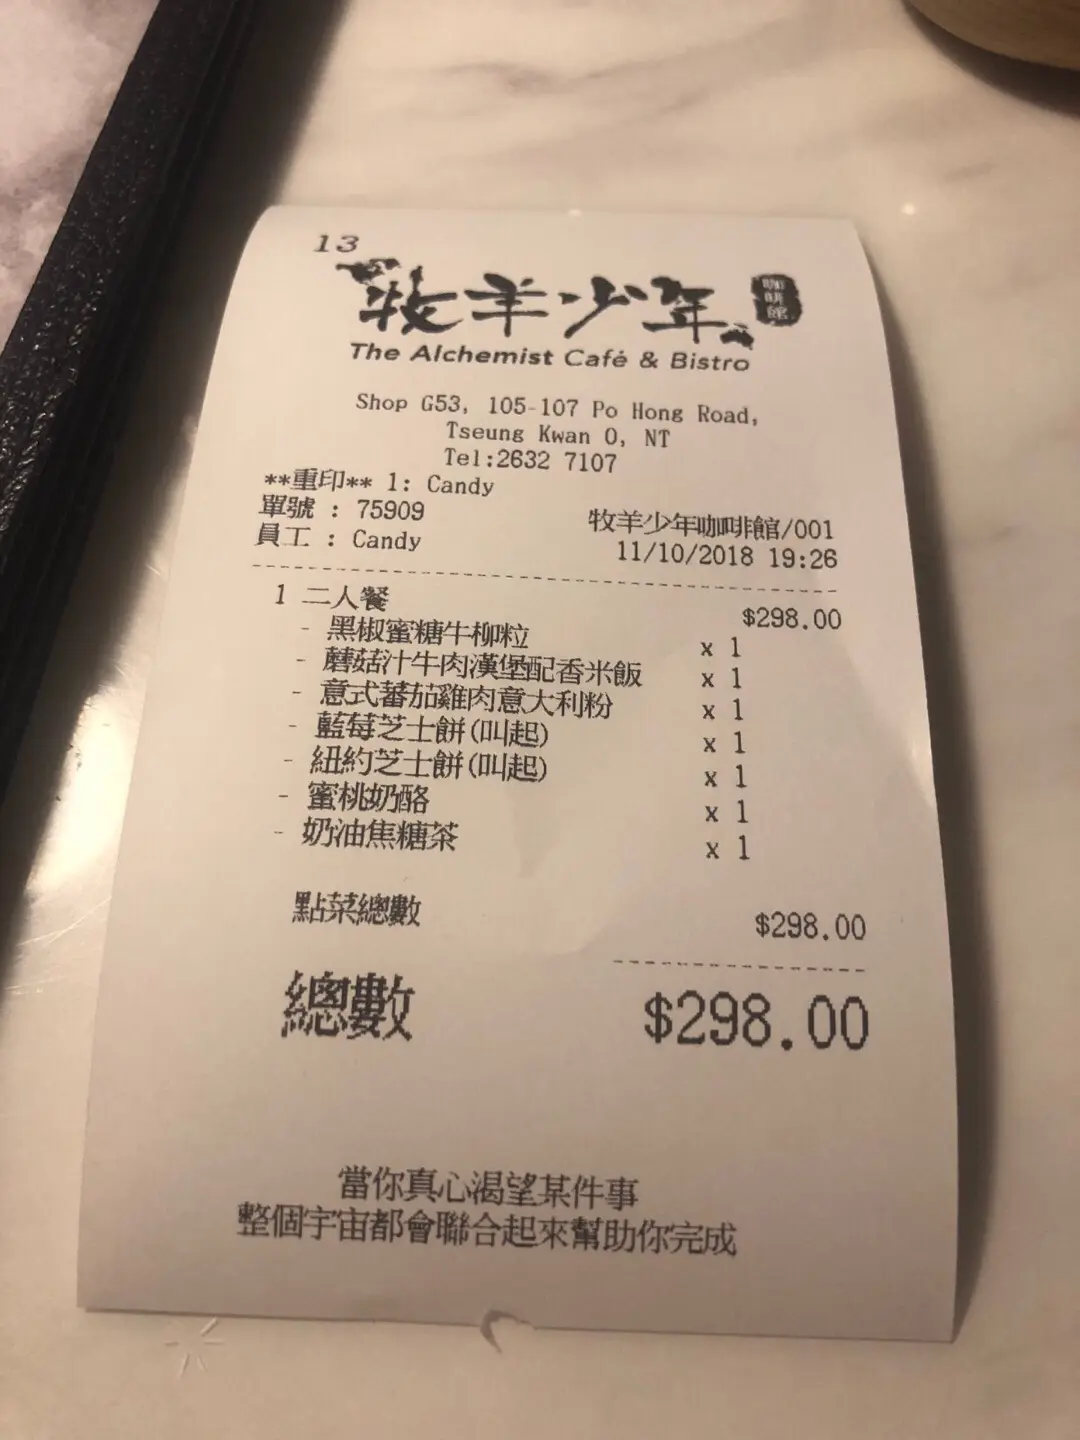 13
牧羊少年 咖啡館
The Alchemist Café & Bistro
Shop G53, 105-107 Po Hong Road,
Tseung Kwan O, NT
Tel:2632 7107
**重印** 1: Candy
單號 : 75909 牧羊少年咖啡館/001
員工 : Candy 11/10/2018 19:26
1 二人餐 $298.00
- 黑椒蜜糖牛柳粒 x 1
- 蘑菇汁牛肉漢堡配香米飯 x 1
- 意式蕃茄雞肉意大利粉 x 1
- 藍莓芝士餅(叫起) x 1
- 紐約芝士餅(叫起) x 1
- 蜜桃奶酪 x 1
- 奶油焦糖茶 x 1
點菜總數 $298.00
總數 $298.00
當你真心渴望某件事
整個宇宙都會聯合起來幫助你完成